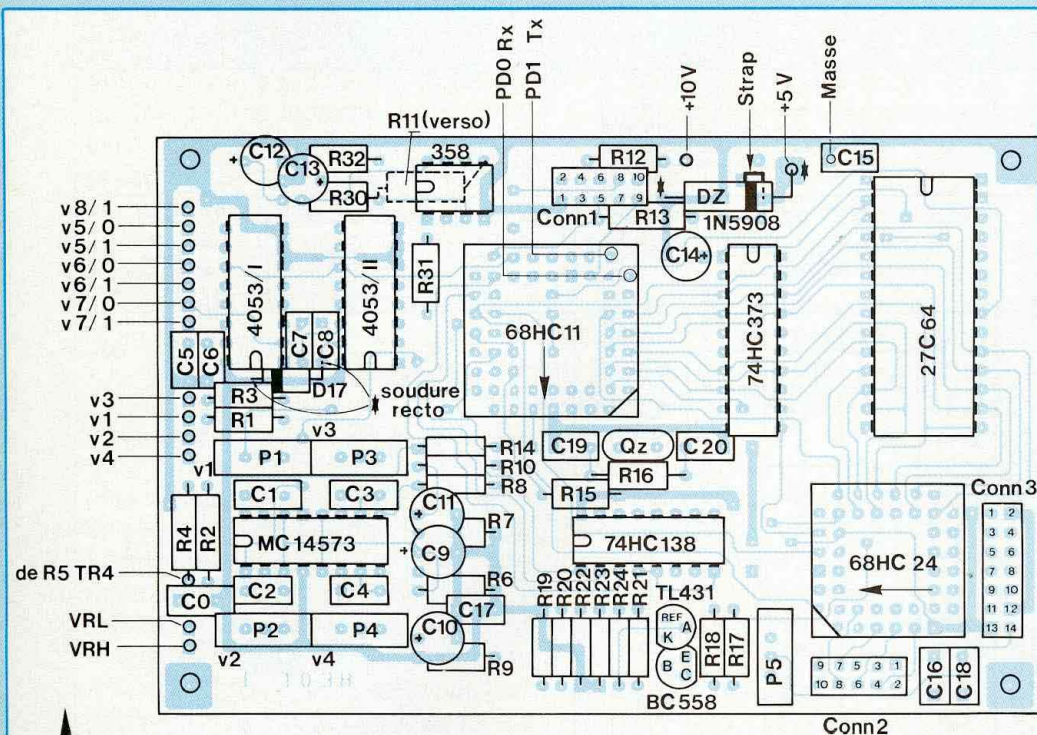 PD0 Rx
PD1 Tx
+10V
Strap
+5V
Masse
R11(verso)
358
C12
C13
R32
R30
R12
C15
2 4 6 8 10
1 3 5 7 9
Conn1
DZ
R13
1N5908
C14
v8/1
v5/0
v5/1
v6/0
v6/1
v7/0
v7/1
4053/I
4053/II
R31
68HC11
74HC373
27C64
C5
C6
C7
C8
D17
soudure
recto
v3
v1
v2
v4
R3
R1
v3
v1
P1
P3
R14
R10
R8
C19
Qz
C20
R16
R15
C1
C3
C11
R7
R4
R2
MC14573
C9
74HC138
Conn3
1 2
3 4
5 6
7 8
9 10
11 12
13 14
68HC 24
de R5 TR4
C0
C2
C4
R6
C17
R19
R20
R22
R23
R24
R21
TL431
REF
A
K
VRL
VRH
P2
P4
C10
R9
v2
v4
E
B
C
BC558
R18
R17
P5
9 7 5 3 1
10 8 6 4 2
C16
C18
Conn2